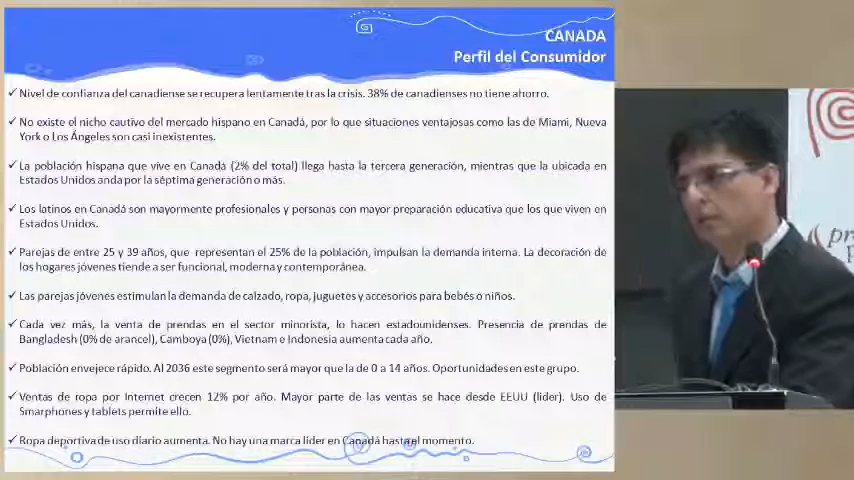 CANADA
Perfil del Consumidor
✓ Nivel de confianza del canadiense se recupera lentamente tras la crisis. 38% de canadienses no tiene ahorro.
✓ No existe el nicho cautivo del mercado hispano en Canadá, por lo que situaciones ventajosas como las de Miami, Nueva
York o Los Ángeles son casi inexistentes.
✓ La población hispana que vive en Canadá (2% del total) llega hasta la tercera generación, mientras que la ubicada en
Estados Unidos anda por la séptima generación o más.
✓ Los latinos en Canadá son mayormente profesionales y personas con mayor preparación educativa que los que viven en
Estados Unidos.
✓ Parejas de entre 25 y 39 años, que representan el 25% de la población, impulsan la demanda interna. La decoración de
los hogares jóvenes tiende a ser funcional, moderna y contemporánea.
✓ Las parejas jóvenes estimulan la demanda de calzado, ropa, juguetes y accesorios para bebés o niños.
✓ Cada vez más, la venta de prendas en el sector minorista, lo hacen estadounidenses. Presencia de prendas de
Bangladesh (0% de arancel), Camboya (0%), Vietnam e Indonesia aumenta cada año.
✓ Población envejece rápido. Al 2036 este segmento será mayor que la de 0 a 14 años. Oportunidades en este grupo.
✓ Ventas de ropa por Internet crecen 12% por año. Mayor parte de las ventas se hace desde EEUU (líder). Uso de
Smarphones y tablets permite ello.
✓ Ropa deportiva de uso diario aumenta. No hay una marca líder en Canadá hasta el momento.